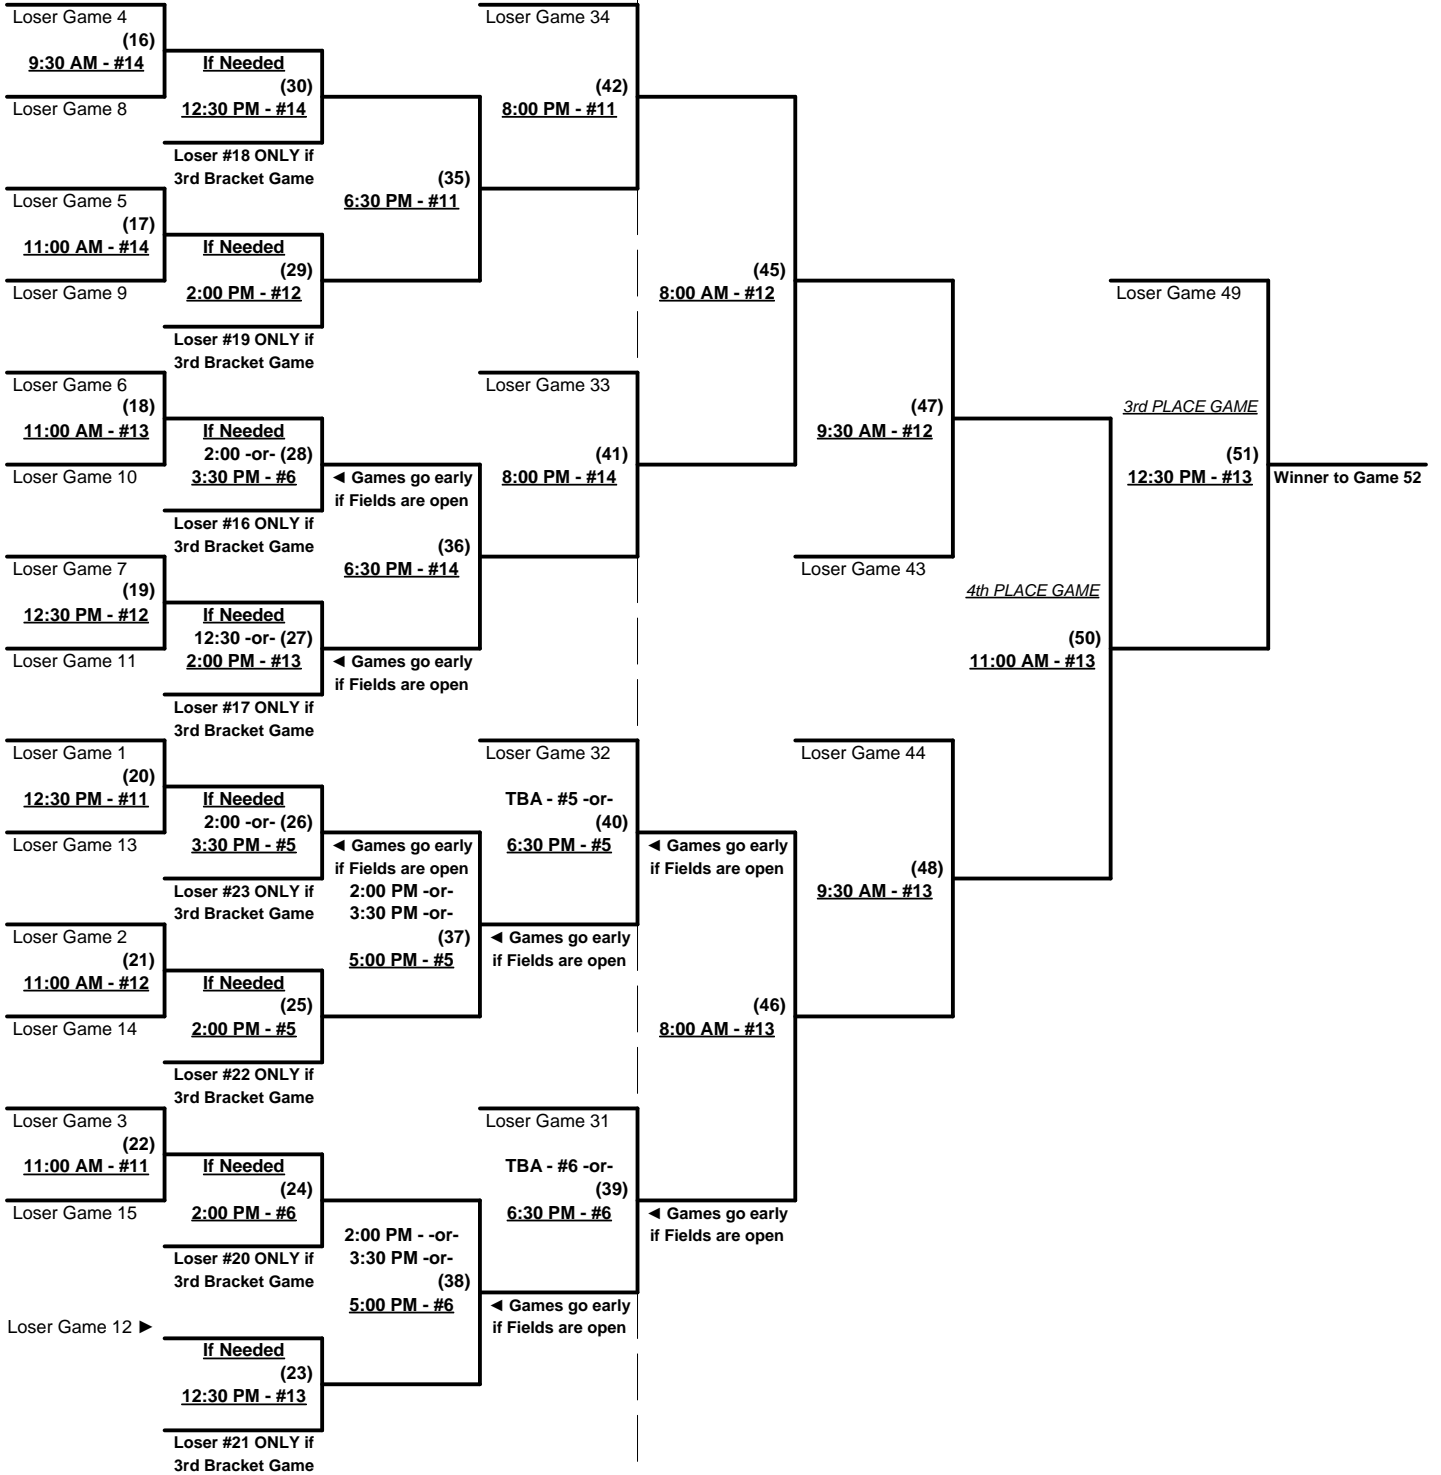 Loser Game 4
(16)
9:30 AM - #14
Loser Game 8
If Needed
(30)
12:30 PM - #14
Loser #18 ONLY if
3rd Bracket Game
Loser Game 5
(17)
11:00 AM - #14
Loser Game 9
If Needed
(29)
2:00 PM - #12
Loser #19 ONLY if
3rd Bracket Game
(35)
6:30 PM - #11
Loser Game 34
(42)
8:00 PM - #11
Loser Game 6
(18)
11:00 AM - #13
Loser Game 10
If Needed
2:00 -or- (28)
3:30 PM - #6
Loser #16 ONLY if
3rd Bracket Game
◄ Games go early
if Fields are open
Loser Game 7
(19)
12:30 PM - #12
Loser Game 11
If Needed
12:30 -or- (27)
2:00 PM - #13
Loser #17 ONLY if
3rd Bracket Game
◄ Games go early
if Fields are open
(36)
6:30 PM - #14
Loser Game 33
(41)
8:00 PM - #14
(45)
8:00 AM - #12
(47)
9:30 AM - #12
Loser Game 43
Loser Game 1
(20)
12:30 PM - #11
Loser Game 13
If Needed
2:00 -or- (26)
3:30 PM - #5
Loser #23 ONLY if
3rd Bracket Game
◄ Games go early
if Fields are open
Loser Game 2
(21)
11:00 AM - #12
Loser Game 14
If Needed
(25)
2:00 PM - #5
Loser #22 ONLY if
3rd Bracket Game
2:00 PM -or-
3:30 PM -or-
(37)
5:00 PM - #5
◄ Games go early
if Fields are open
Loser Game 32
TBA - #5 -or-
(40)
6:30 PM - #5
◄ Games go early
if Fields are open
Loser Game 3
(22)
11:00 AM - #11
Loser Game 15
If Needed
(24)
2:00 PM - #6
Loser #20 ONLY if
3rd Bracket Game
Loser Game 12 ►
If Needed
(23)
12:30 PM - #13
Loser #21 ONLY if
3rd Bracket Game
2:00 PM - -or-
3:30 PM -or-
(38)
5:00 PM - #6
◄ Games go early
if Fields are open
Loser Game 31
TBA - #6 -or-
(39)
6:30 PM - #6
◄ Games go early
if Fields are open
(46)
8:00 AM - #13
Loser Game 44
(48)
9:30 AM - #13
4th PLACE GAME
(50)
11:00 AM - #13
Loser Game 49
3rd PLACE GAME
(51)
12:30 PM - #13
Winner to Game 52